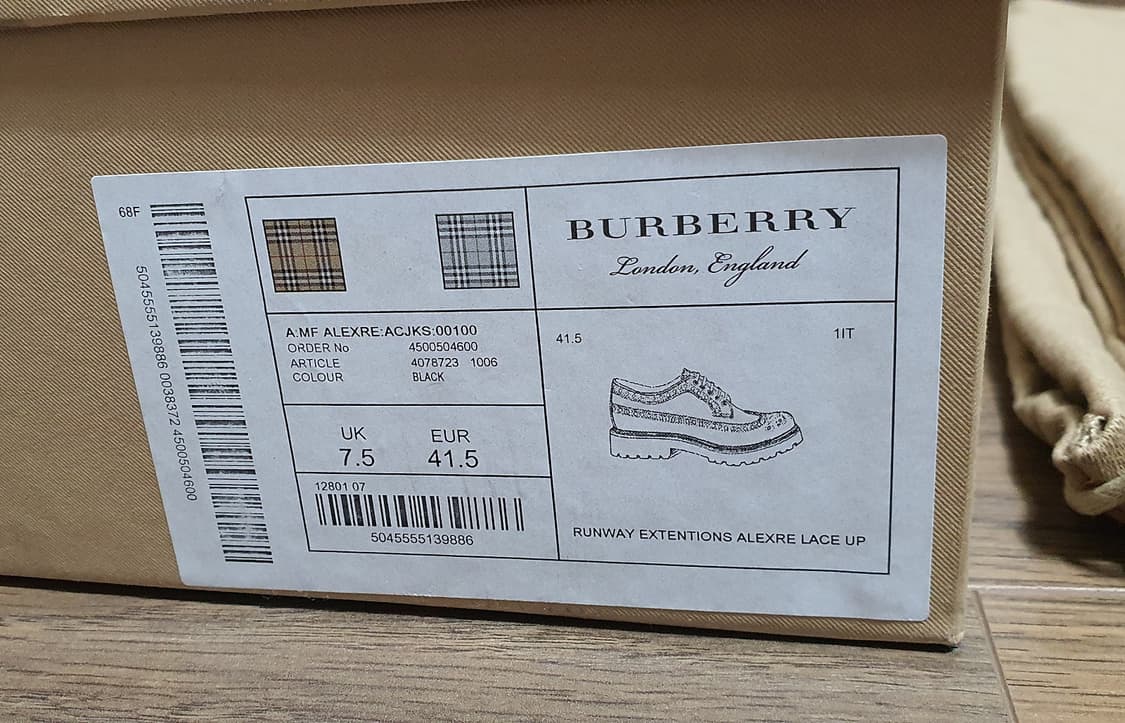 68F
5045555139886 0038372 4500504600
BURBERRY
London, England
A:MF ALEXRE:ACJKS:00100
ORDER No 4500504600
ARTICLE 4078723 1006
COLOUR BLACK
UK EUR
7.5 41.5
12801 07
5045555139886
41.5 1IT
RUNWAY EXTENTIONS ALEXRE LACE UP